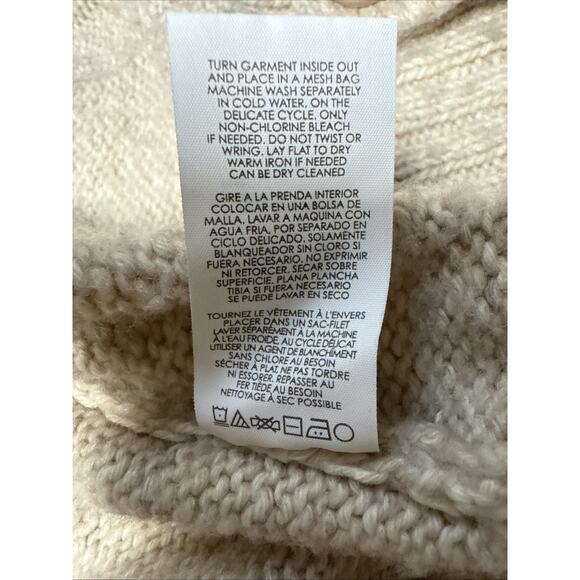 TURN GARMENT INSIDE OUT
AND PLACE IN A MESH BAG
MACHINE WASH SEPARATELY
IN COLD WATER, ON THE
DELICATE CYCLE. ONLY
NON-CHLORINE BLEACH
IF NEEDED. DO NOT TWIST OR
WRING. LAY FLAT TO DRY
WARM IRON IF NEEDED
CAN BE DRY CLEANED
GIRE A LA PRENDA INTERIOR
COLOCAR EN UNA BOLSA DE
MALLA. LAVAR A MAQUINA CON
AGUA FRIA, POR SEPARADO EN
CICLO DELICADO. SOLAMENTE
BLANQUEADOR SIN CLORO SI
FUERA NECESARIO. NO EXPRIMIR
NI RETORCER. SECAR SOBRE
SUPERFICIE. PLANA PLANCHA
TIBIA SI FUERA NECESARIO
SE PUEDE LAVAR EN SECO
TOURNEZ LE VÊTEMENT À L'ENVERS
PLACER DANS UN SAC-FILET
LAVER SÉPARÉMENT À LA MACHINE
À L'EAU FROIDE, AU CYCLE DÉLICAT
UTILISER UN AGENT DE BLANCHIMENT
SANS CHLORE AU BESOIN
SÉCHER À PLAT, NE PAS TORDRE
NI ESSORER. REPASSER AU
FER TIÈDE AU BESOIN
NETTOYAGE À SEC POSSIBLE